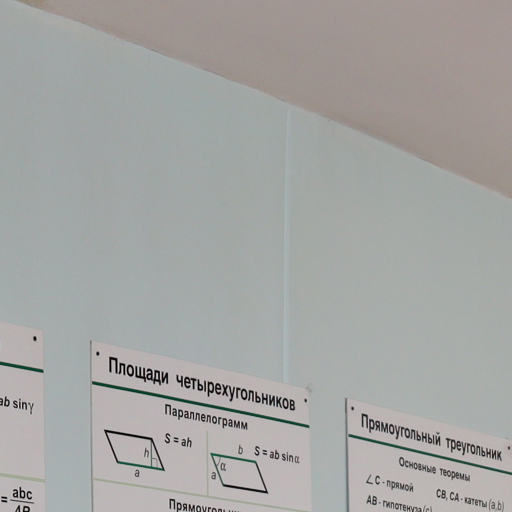 ab sinγ
= abc
4R
Площади четырехугольников
Параллелограмм
S = ah
h
a
b
S = ab sinα
α
a
Прямоугольный треугольник
Основные теоремы
∠C - прямой
CB, CA - катеты (a,b)
AB - гипотенуза (c)